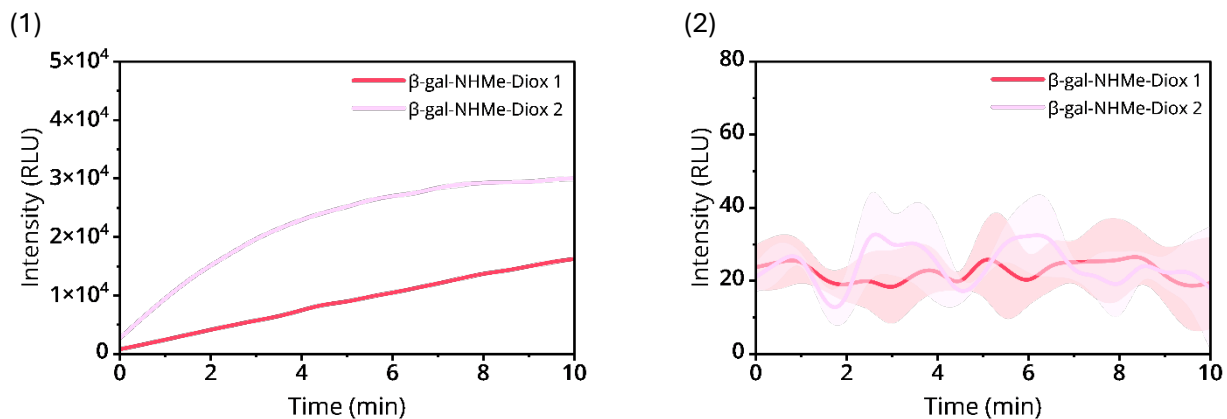 (1)
5×10⁴
4×10⁴
3×10⁴
2×10⁴
1×10⁴
0
Intensity (RLU)
β-gal-NHMe-Diox 1
β-gal-NHMe-Diox 2
0 2 4 6 8 10
Time (min)
(2)
80
60
40
20
0
Intensity (RLU)
β-gal-NHMe-Diox 1
β-gal-NHMe-Diox 2
0 2 4 6 8 10
Time (min)